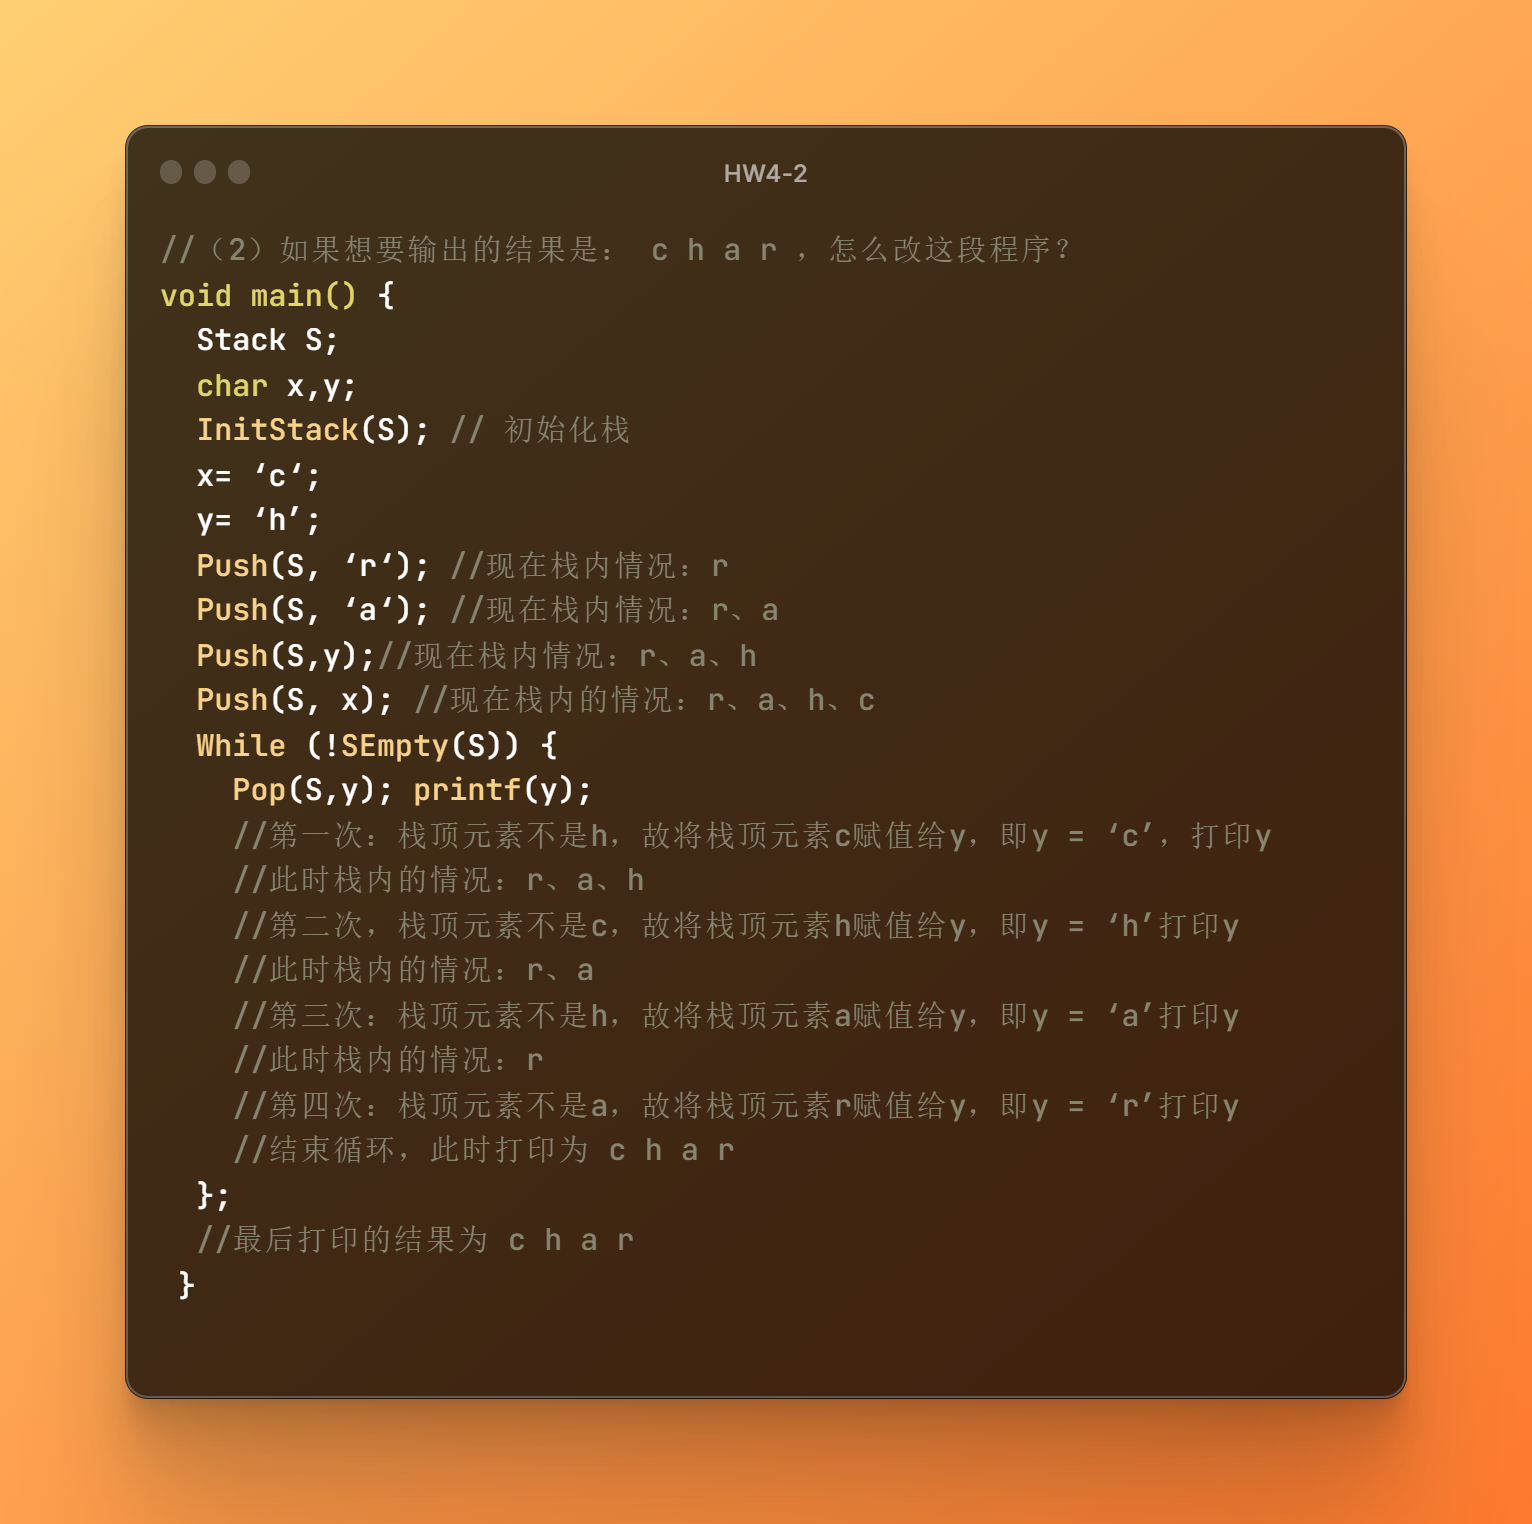 HW4-2
//（2）如果想要输出的结果是： c h a r ，怎么改这段程序？
void main() {
  Stack S;
  char x,y;
  InitStack(S); // 初始化栈
  x= ‘c‘;
  y= ‘h’;
  Push(S, ‘r‘); //现在栈内情况：r
  Push(S, ‘a‘); //现在栈内情况：r、a
  Push(S,y);//现在栈内情况：r、a、h
  Push(S, x); //现在栈内的情况：r、a、h、c
  While (!SEmpty(S)) {
    Pop(S,y); printf(y);
    //第一次：栈顶元素不是h，故将栈顶元素c赋值给y，即y = ‘c’，打印y
    //此时栈内的情况：r、a、h
    //第二次，栈顶元素不是c，故将栈顶元素h赋值给y，即y = ‘h’打印y
    //此时栈内的情况：r、a
    //第三次：栈顶元素不是h，故将栈顶元素a赋值给y，即y = ‘a’打印y
    //此时栈内的情况：r
    //第四次：栈顶元素不是a，故将栈顶元素r赋值给y，即y = ‘r’打印y
    //结束循环，此时打印为 c h a r
  };
  //最后打印的结果为 c h a r
 }